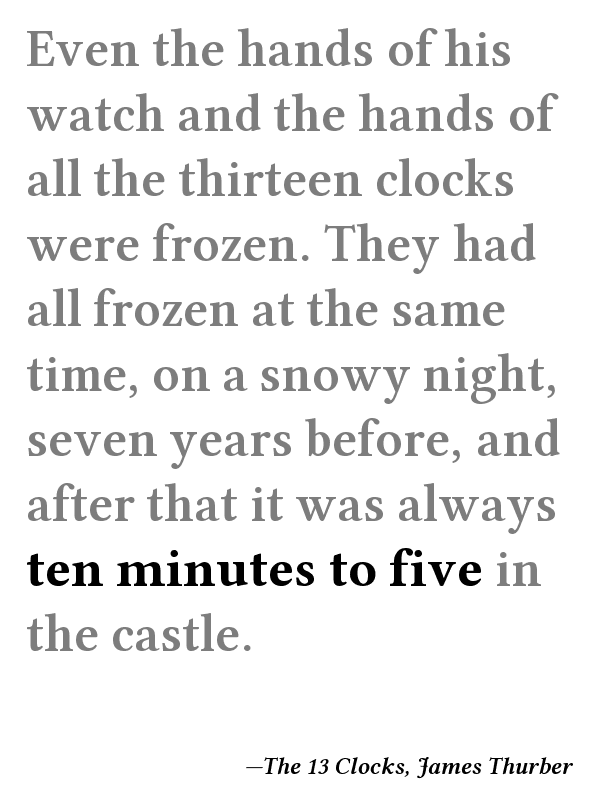 Even the hands of his
watch and the hands of
all the thirteen clocks
were frozen. They had
all frozen at the same
time, on a snowy night,
seven years before, and
after that it was always
ten minutes to five in
the castle.
—The 13 Clocks, James Thurber